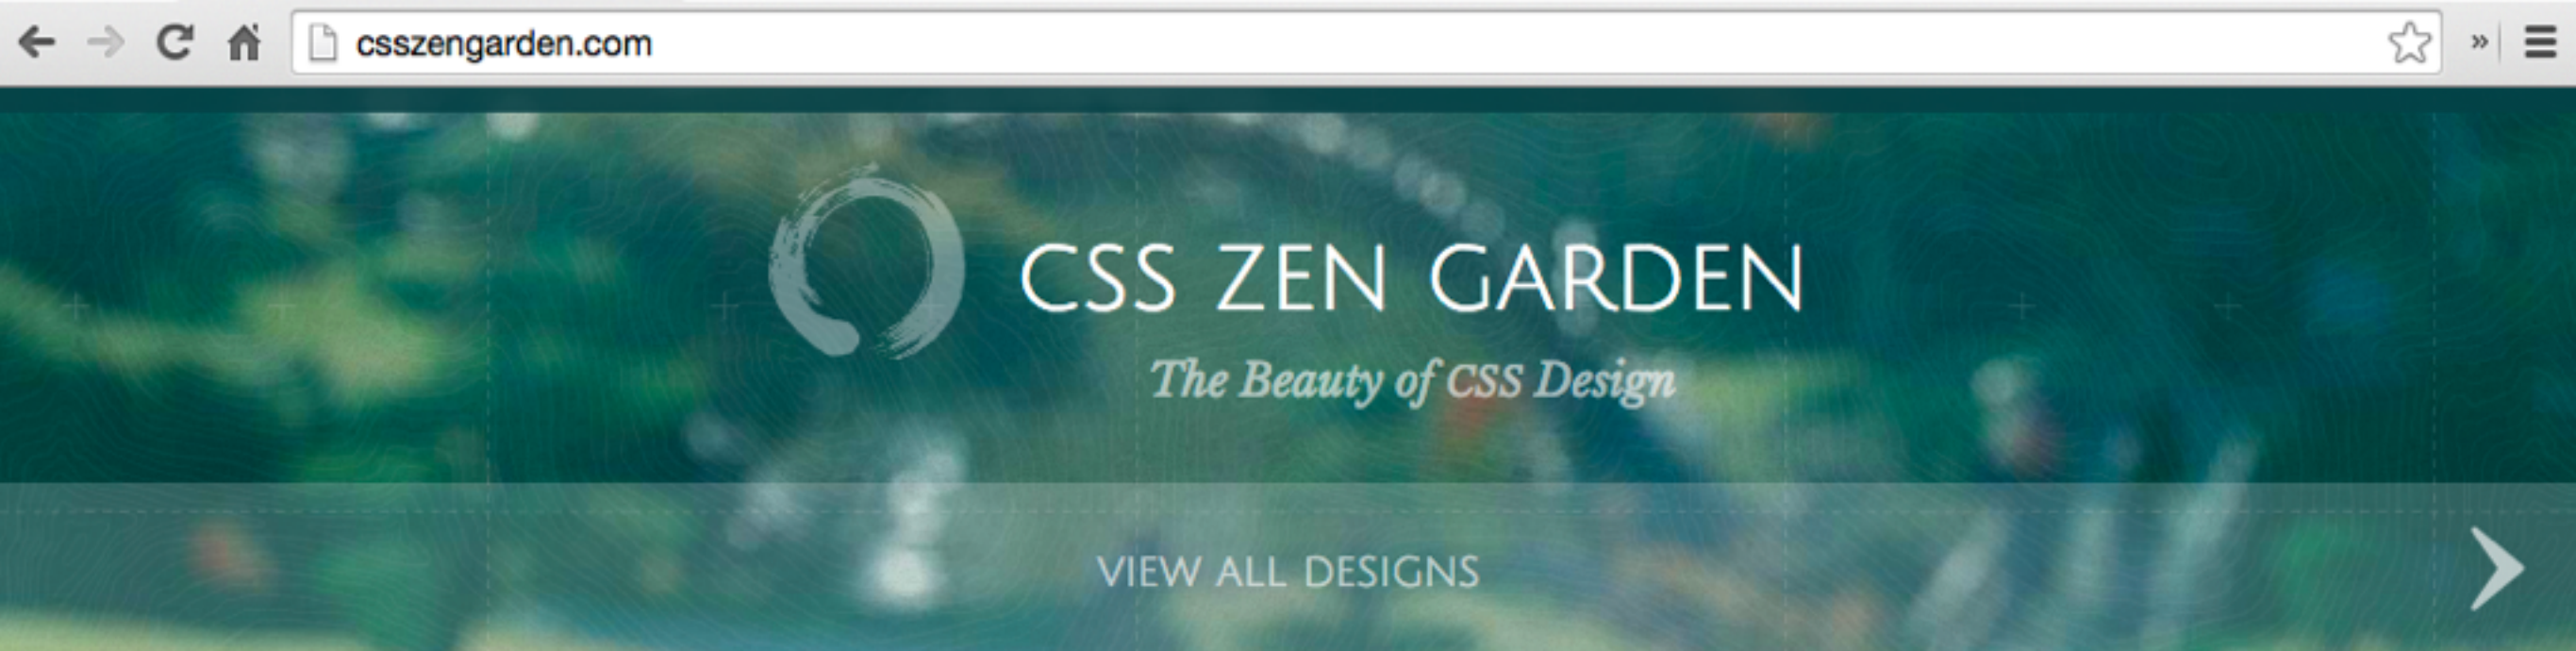 csszengarden.com
CSS ZEN GARDEN
The Beauty of CSS Design
VIEW ALL DESIGNS